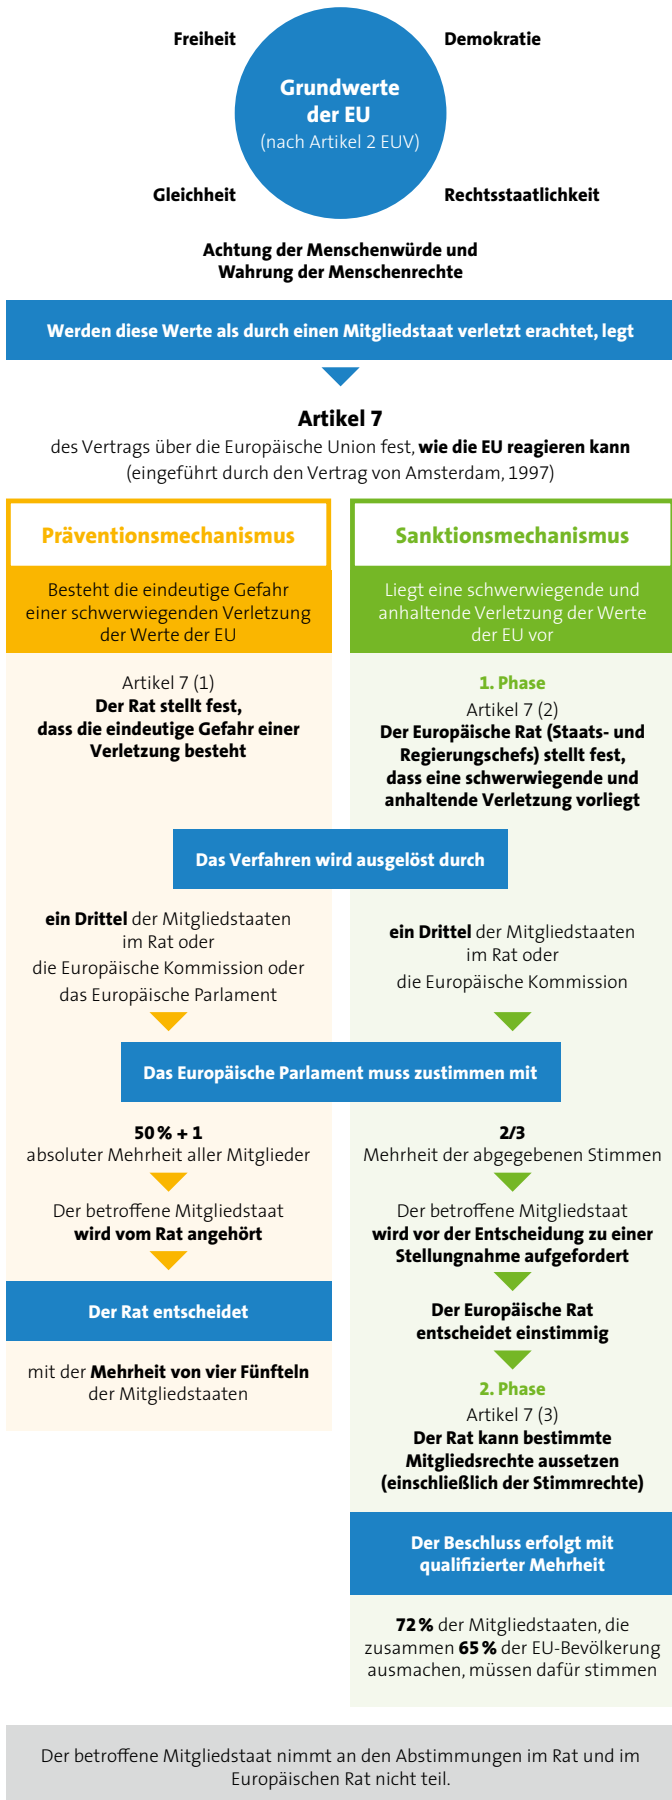 Freiheit
Demokratie
Grundwerte
der EU
(nach Artikel 2 EUV)
Gleichheit
Rechtsstaatlichkeit
Achtung der Menschenwürde und
Wahrung der Menschenrechte
Werden diese Werte als durch einen Mitgliedstaat verletzt erachtet, legt
Artikel 7
des Vertrags über die Europäische Union fest, wie die EU reagieren kann
(eingeführt durch den Vertrag von Amsterdam, 1997)
Präventionsmechanismus
Besteht die eindeutige Gefahr
einer schwerwiegenden Verletzung
der Werte der EU
Artikel 7 (1)
Der Rat stellt fest,
dass die eindeutige Gefahr einer
Verletzung besteht
Sanktionsmechanismus
Liegt eine schwerwiegende und
anhaltende Verletzung der Werte
der EU vor
1. Phase
Artikel 7 (2)
Der Europäische Rat (Staats- und
Regierungschefs) stellt fest,
dass eine schwerwiegende und
anhaltende Verletzung vorliegt
Das Verfahren wird ausgelöst durch
ein Drittel der Mitgliedstaaten
im Rat oder
die Europäische Kommission oder
das Europäische Parlament
ein Drittel der Mitgliedstaaten
im Rat oder
die Europäische Kommission
Das Europäische Parlament muss zustimmen mit
50 % + 1
absoluter Mehrheit aller Mitglieder
Der betroffene Mitgliedstaat
wird vom Rat angehört
Der Rat entscheidet
mit der Mehrheit von vier Fünfteln
der Mitgliedstaaten
2/3
Mehrheit der abgegebenen Stimmen
Der betroffene Mitgliedstaat
wird vor der Entscheidung zu einer
Stellungnahme aufgefordert
Der Europäische Rat
entscheidet einstimmig
2. Phase
Artikel 7 (3)
Der Rat kann bestimmte
Mitgliedsrechte aussetzen
(einschließlich der Stimmrechte)
Der Beschluss erfolgt mit
qualifizierter Mehrheit
72 % der Mitgliedstaaten, die
zusammen 65 % der EU-Bevölkerung
ausmachen, müssen dafür stimmen
Der betroffene Mitgliedstaat nimmt an den Abstimmungen im Rat und im
Europäischen Rat nicht teil.